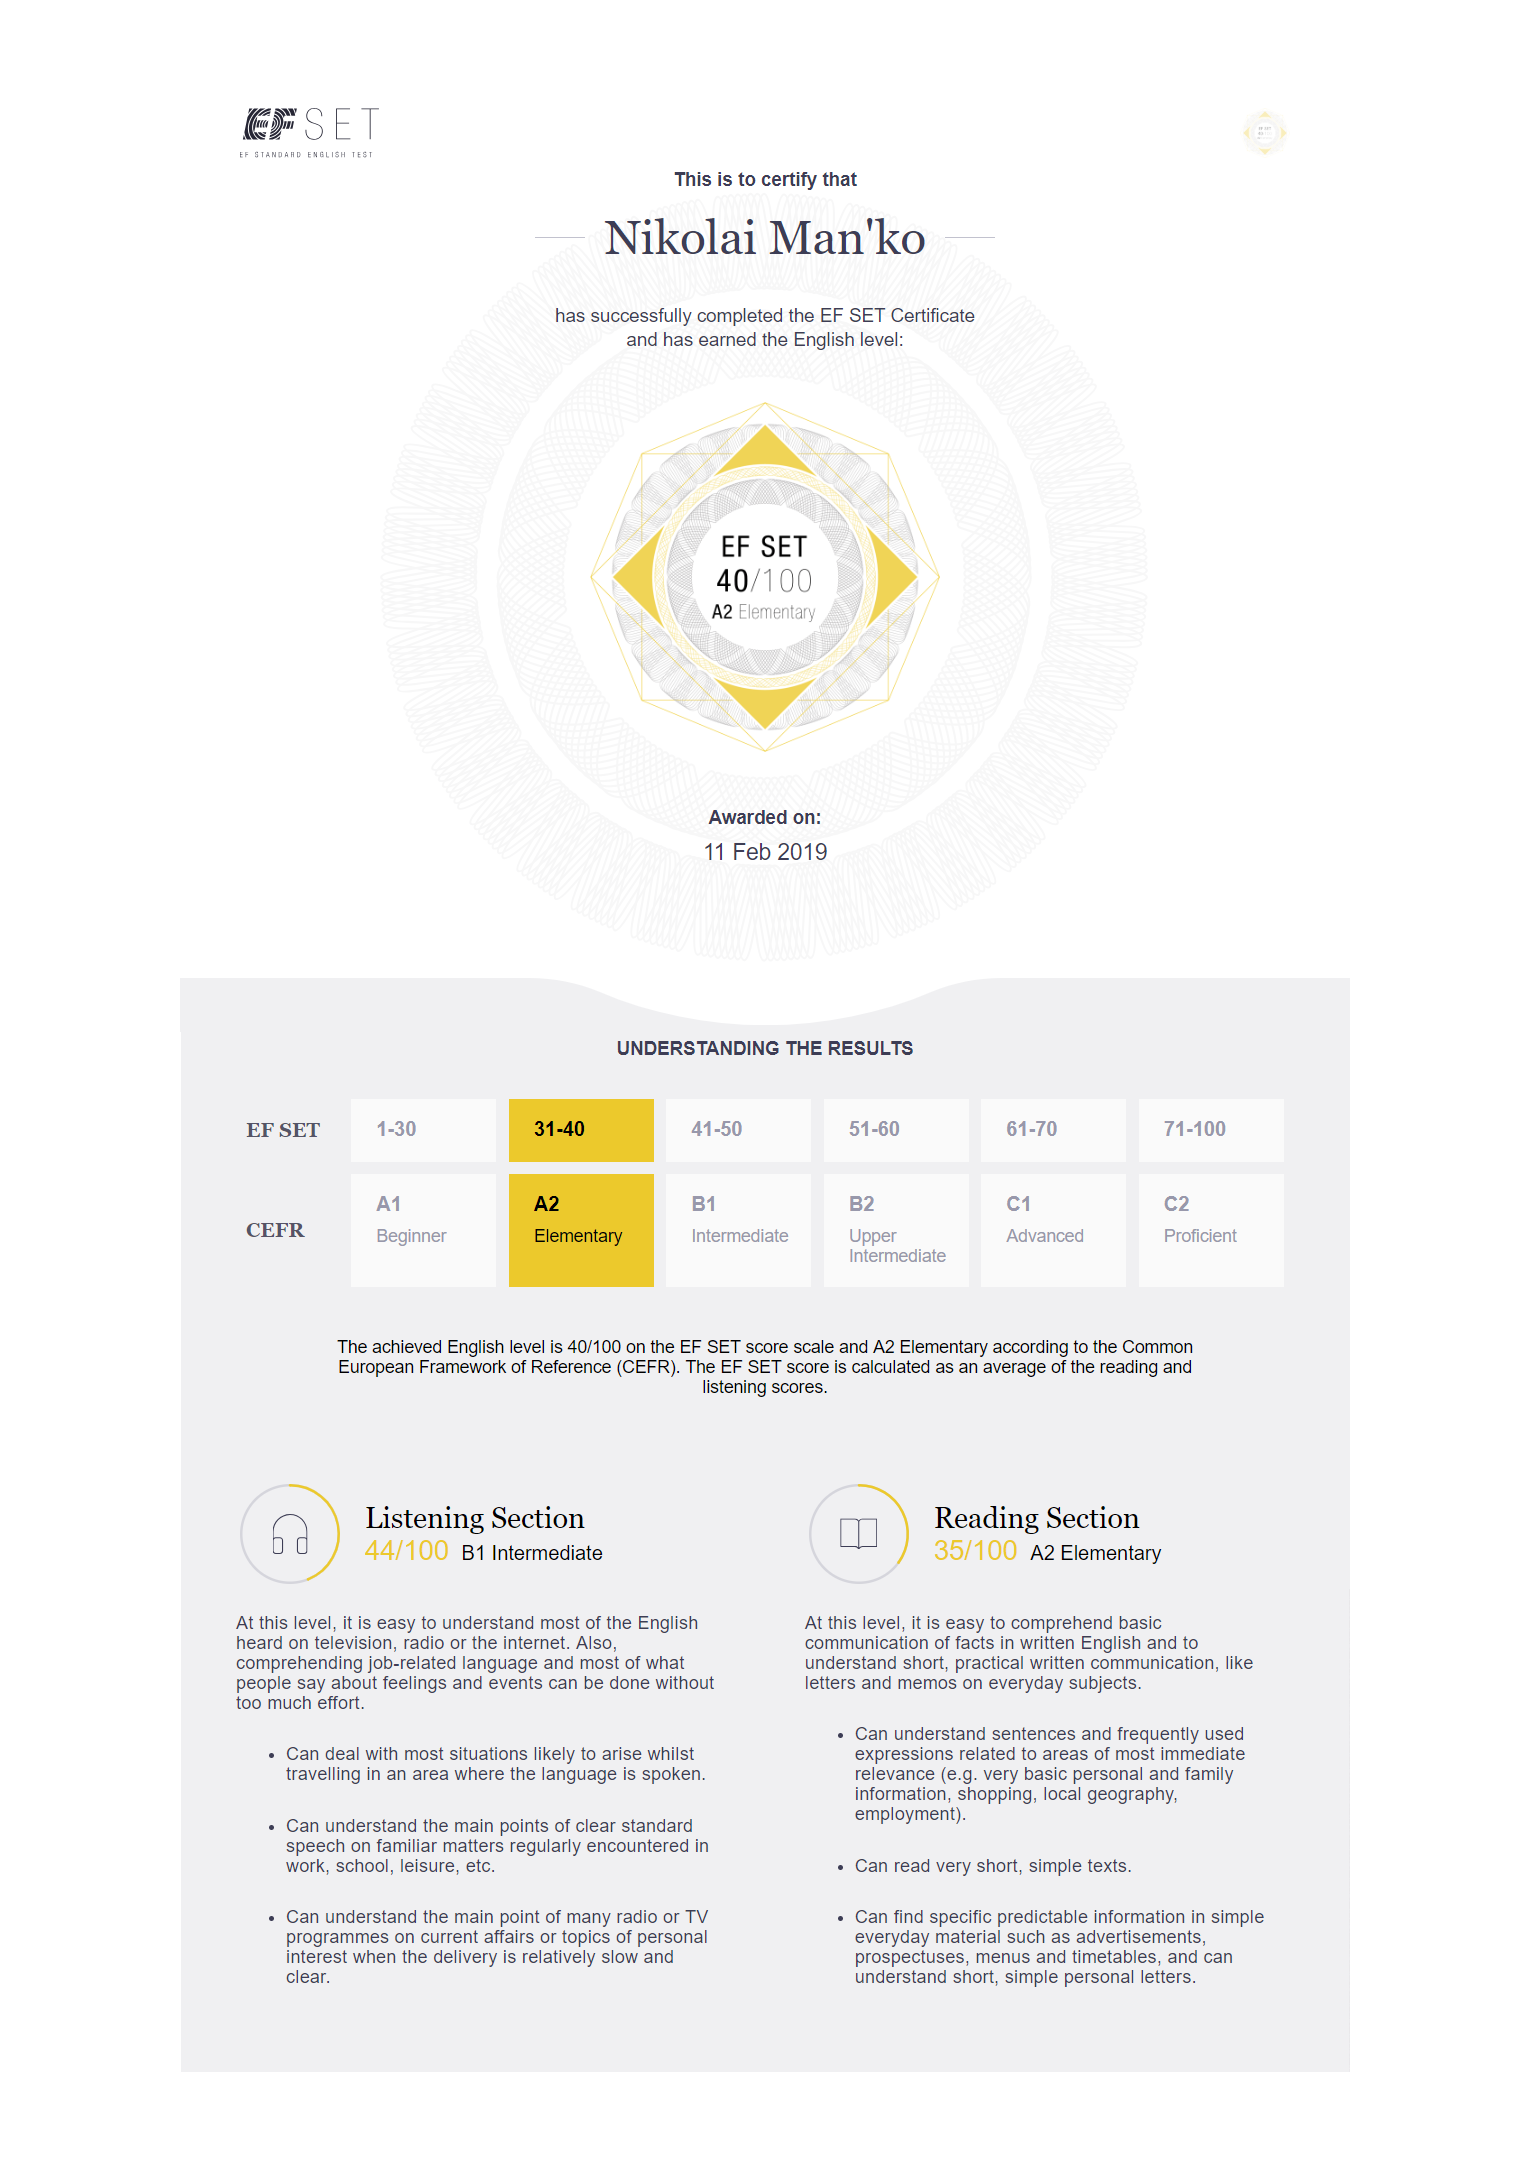 EF SET
EF STANDARD ENGLISH TEST
This is to certify that
Nikolai Man'ko
has successfully completed the EF SET Certificate
and has earned the English level:
EF SET
40/100
A2 Elementary
Awarded on:
11 Feb 2019
UNDERSTANDING THE RESULTS
EF SET 1-30 31-40 41-50 51-60 61-70 71-100
CEFR
A1 A2 B1 B2 C1 C2
Beginner Elementary Intermediate Upper Intermediate Advanced Proficient
The achieved English level is 40/100 on the EF SET score scale and A2 Elementary according to the Common
European Framework of Reference (CEFR). The EF SET score is calculated as an average of the reading and
listening scores.
Listening Section
44/100 B1 Intermediate
At this level, it is easy to understand most of the English
heard on television, radio or the internet. Also,
comprehending job-related language and most of what
people say about feelings and events can be done without
too much effort.
• Can deal with most situations likely to arise whilst
travelling in an area where the language is spoken.
• Can understand the main points of clear standard
speech on familiar matters regularly encountered in
work, school, leisure, etc.
• Can understand the main point of many radio or TV
programmes on current affairs or topics of personal
interest when the delivery is relatively slow and
clear.
Reading Section
35/100 A2 Elementary
At this level, it is easy to comprehend basic
communication of facts in written English and to
understand short, practical written communication, like
letters and memos on everyday subjects.
• Can understand sentences and frequently used
expressions related to areas of most immediate
relevance (e.g. very basic personal and family
information, shopping, local geography,
employment).
• Can read very short, simple texts.
• Can find specific predictable information in simple
everyday material such as advertisements,
prospectuses, menus and timetables, and can
understand short, simple personal letters.